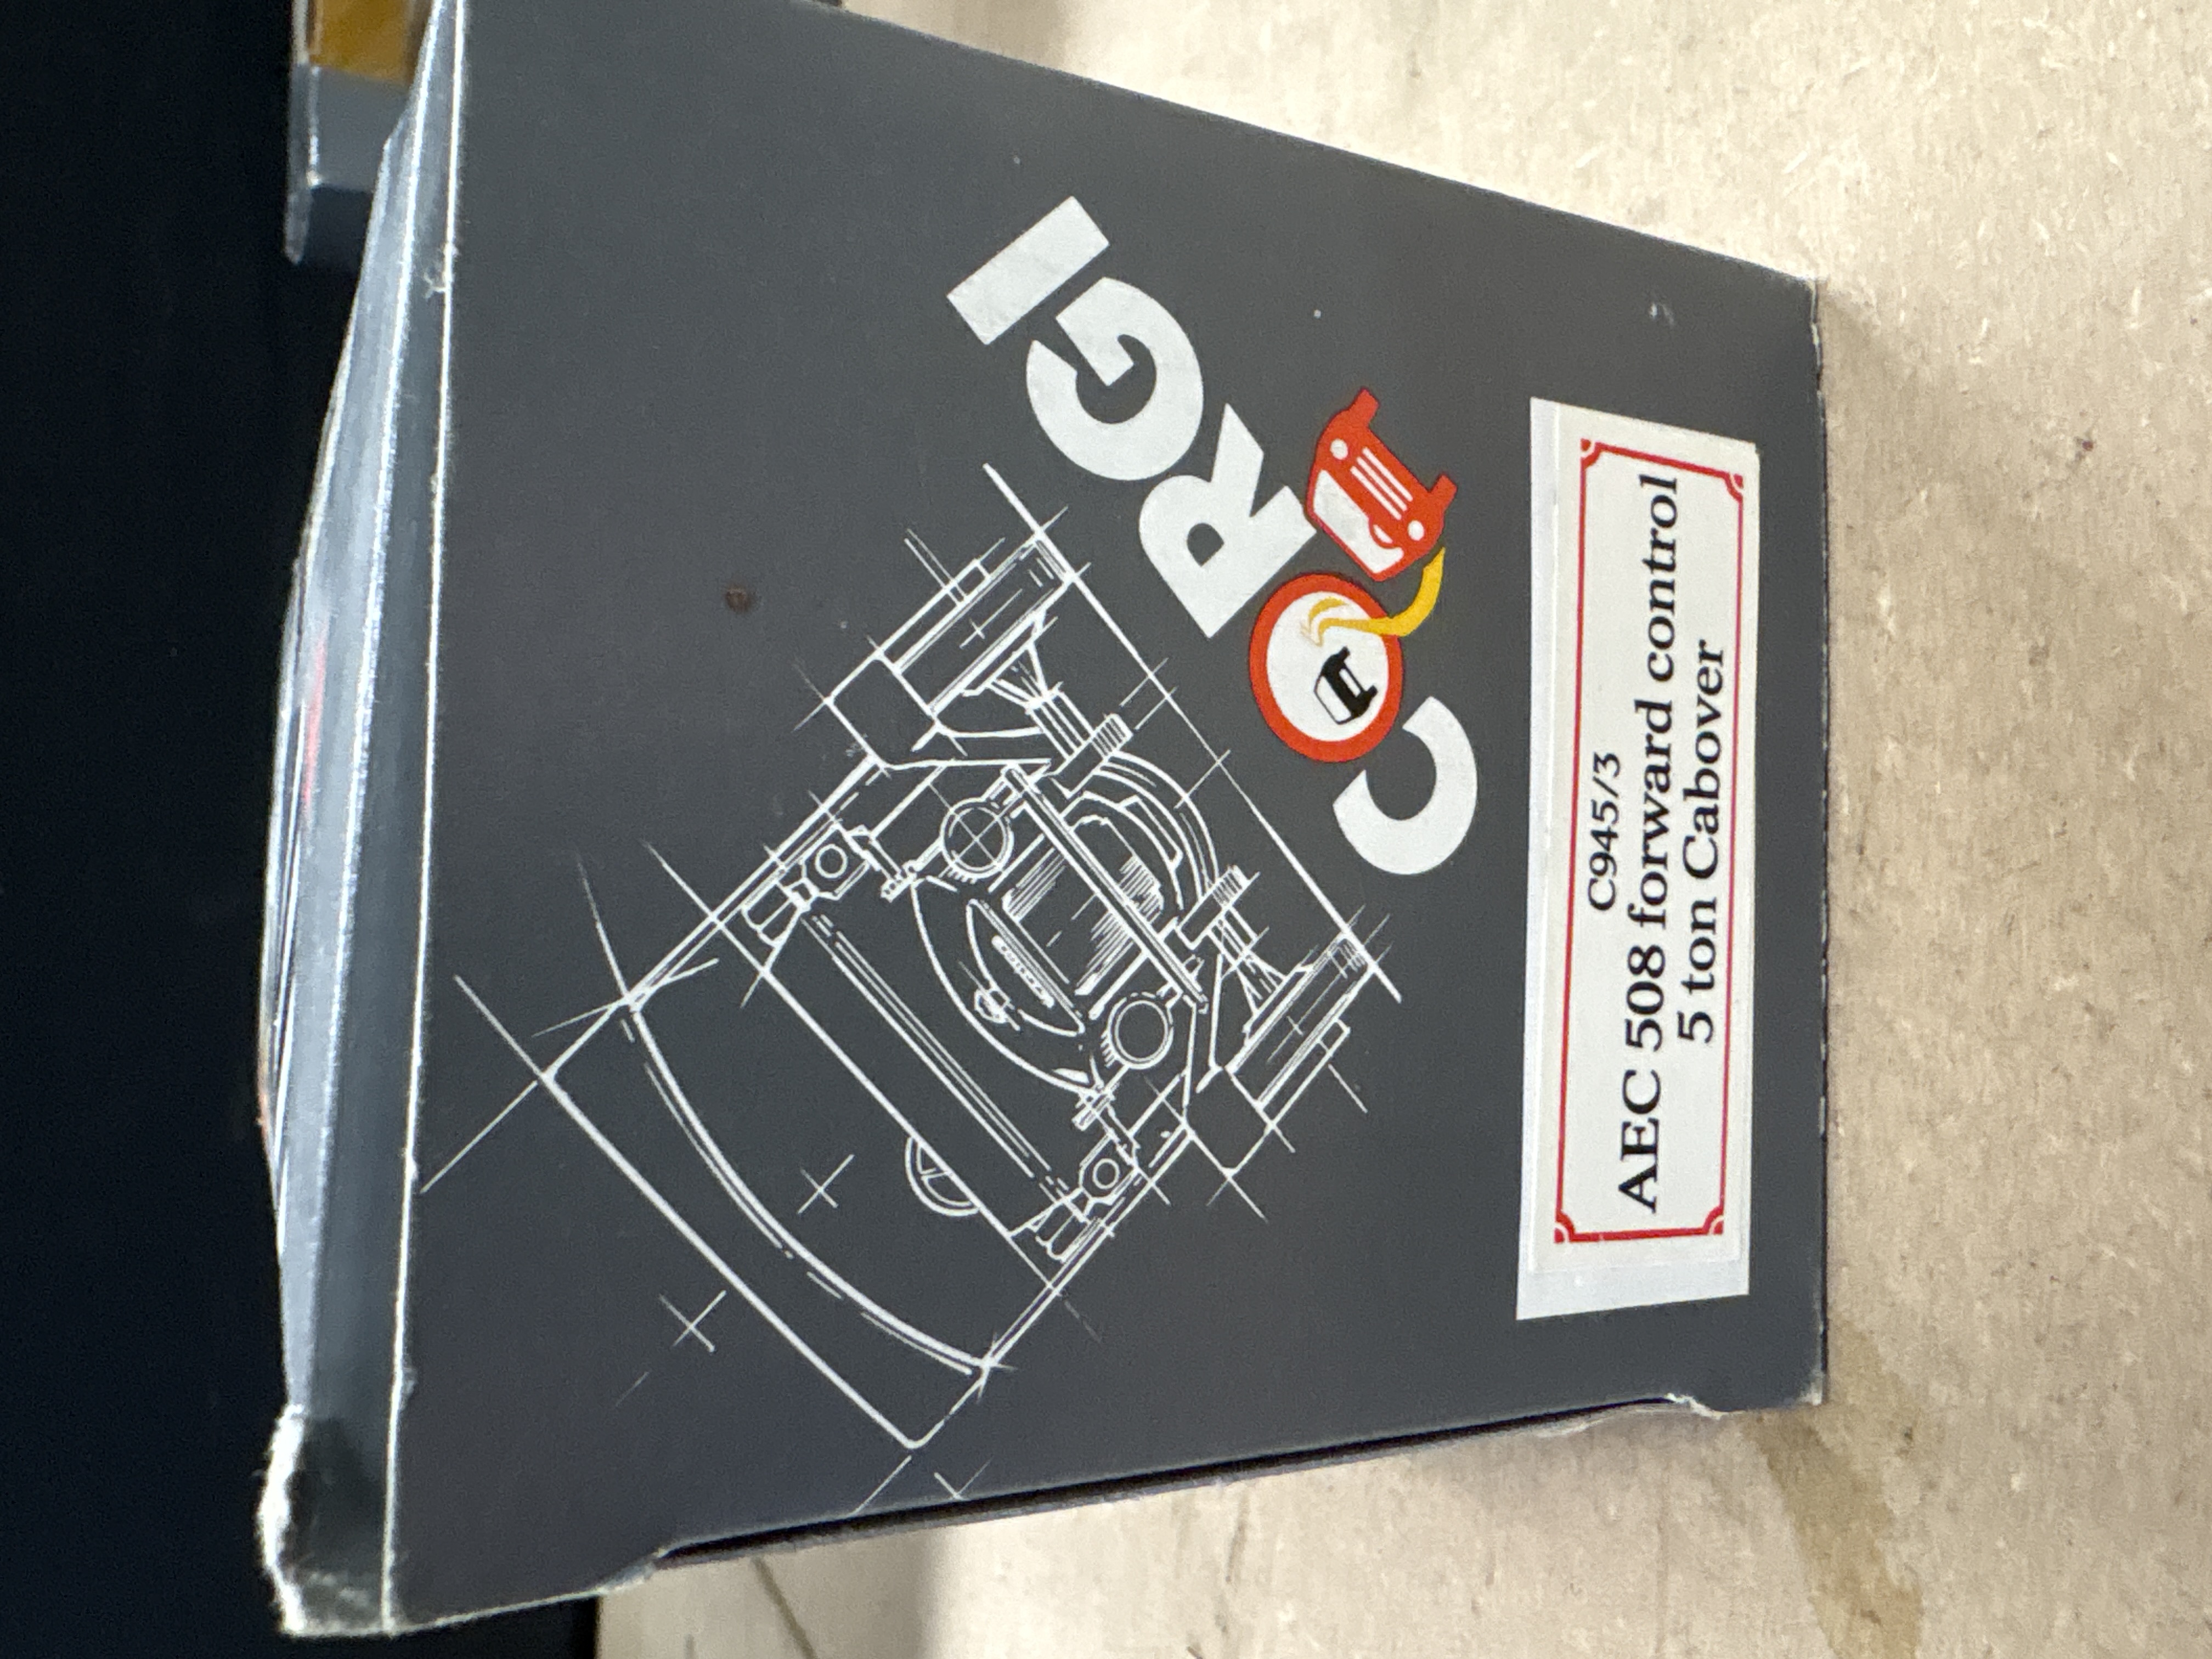 CORGI
C945/3
AEC 508 forward control
5 ton Cabover